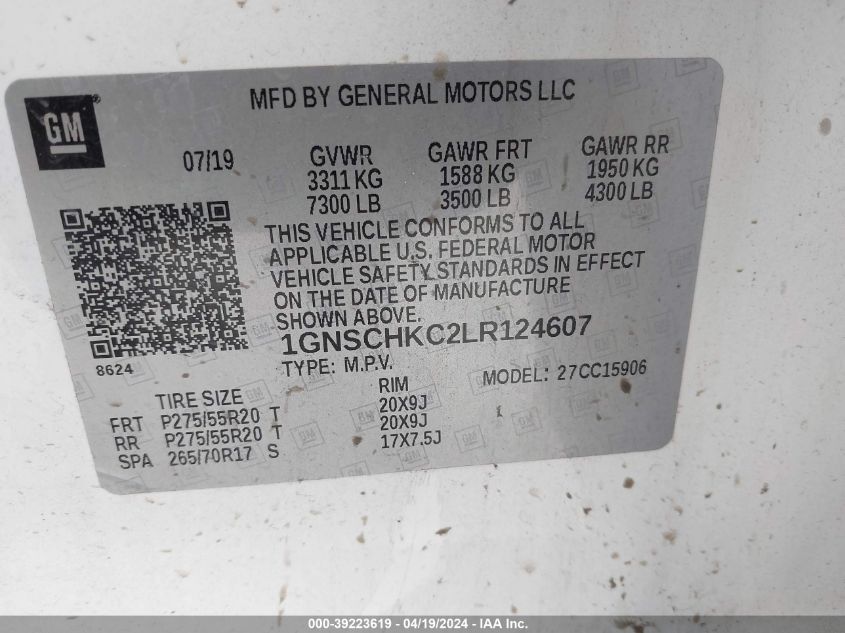 GM
MFD BY GENERAL MOTORS LLC
07/19 GVWR GAWR FRT GAWR RR
3311 KG 1588 KG 1950 KG
7300 LB 3500 LB 4300 LB
THIS VEHICLE CONFORMS TO ALL
APPLICABLE U.S. FEDERAL MOTOR
VEHICLE SAFETY STANDARDS IN EFFECT
ON THE DATE OF MANUFACTURE
SHOWN ABOVE.
1GNSCHKC2LR124607
8624
TYPE: M.P.V. MODEL: 27CC15906
TIRE SIZE RIM
FRT P275/55R20 T 20X9J
RR P275/55R20 T 20X9J
SPA 265/70R17 S 17X7.5J
000-39223619 - 04/19/2024 - IAA Inc.